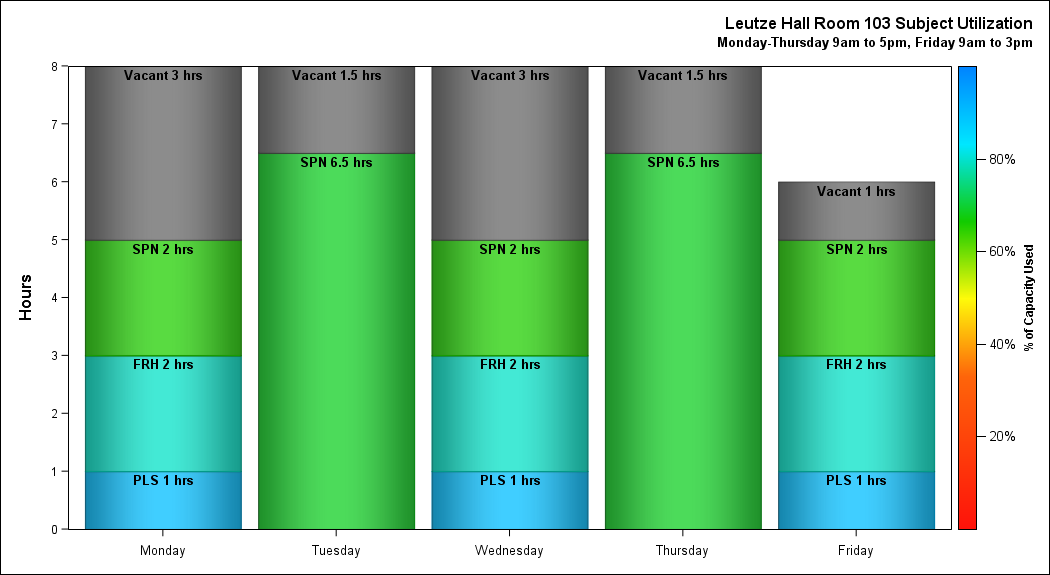 Leutze Hall Room 103 Subject Utilization
Monday-Thursday 9am to 5pm, Friday 9am to 3pm
Hours
8
7
6
5
4
3
2
1
0
Vacant 3 hrs
SPN 2 hrs
FRH 2 hrs
PLS 1 hrs
Vacant 1.5 hrs
SPN 6.5 hrs
Vacant 3 hrs
SPN 2 hrs
FRH 2 hrs
PLS 1 hrs
Vacant 1.5 hrs
SPN 6.5 hrs
Vacant 1 hrs
SPN 2 hrs
FRH 2 hrs
PLS 1 hrs
Monday
Tuesday
Wednesday
Thursday
Friday
80%
60%
40%
20%
% of Capacity Used